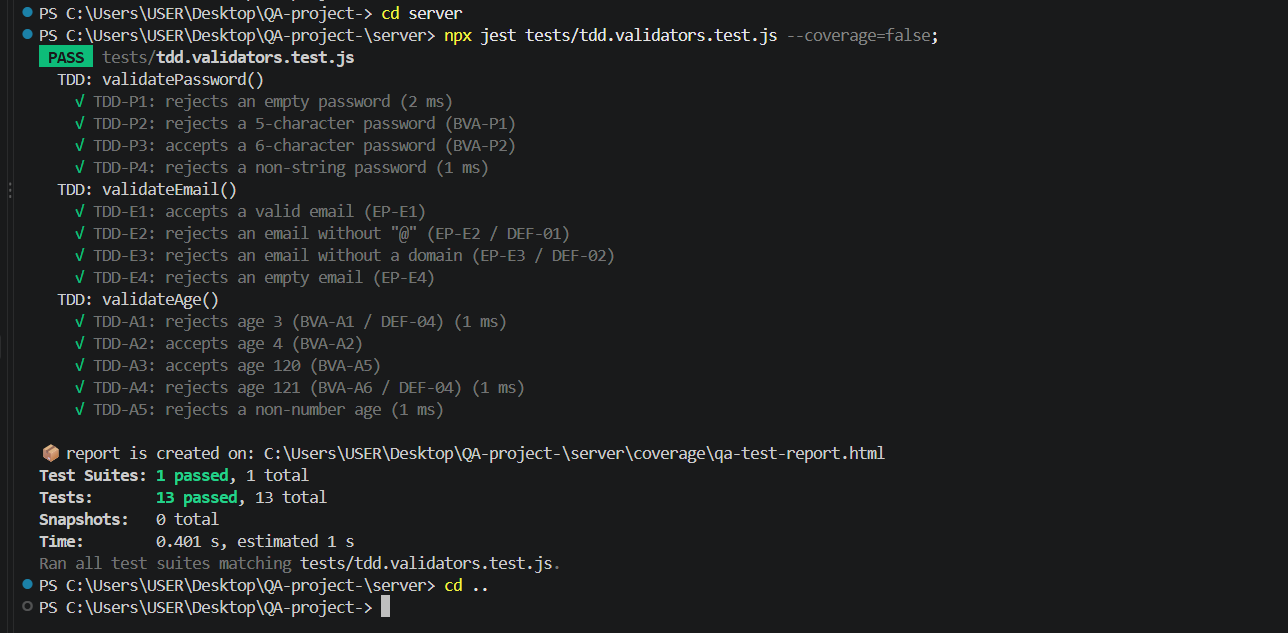 PS C:\Users\USER\Desktop\QA-project-> cd server
PS C:\Users\USER\Desktop\QA-project-\server> npx jest tests/tdd.validators.test.js --coverage=false;
PASS tests/tdd.validators.test.js
TDD: validatePassword()
√ TDD-P1: rejects an empty password (2 ms)
√ TDD-P2: rejects a 5-character password (BVA-P1)
√ TDD-P3: accepts a 6-character password (BVA-P2)
√ TDD-P4: rejects a non-string password (1 ms)
TDD: validateEmail()
√ TDD-E1: accepts a valid email (EP-E1)
√ TDD-E2: rejects an email without "@" (EP-E2 / DEF-01)
√ TDD-E3: rejects an email without a domain (EP-E3 / DEF-02)
√ TDD-E4: rejects an empty email (EP-E4)
TDD: validateAge()
√ TDD-A1: rejects age 3 (BVA-A1 / DEF-04) (1 ms)
√ TDD-A2: accepts age 4 (BVA-A2)
√ TDD-A3: accepts age 120 (BVA-A5)
√ TDD-A4: rejects age 121 (BVA-A6 / DEF-04) (1 ms)
√ TDD-A5: rejects a non-number age (1 ms)
📦 report is created on: C:\Users\USER\Desktop\QA-project-\server\coverage\qa-test-report.html
Test Suites: 1 passed, 1 total
Tests: 13 passed, 13 total
Snapshots: 0 total
Time: 0.401 s, estimated 1 s
Ran all test suites matching tests/tdd.validators.test.js.
PS C:\Users\USER\Desktop\QA-project-\server> cd ..
PS C:\Users\USER\Desktop\QA-project->